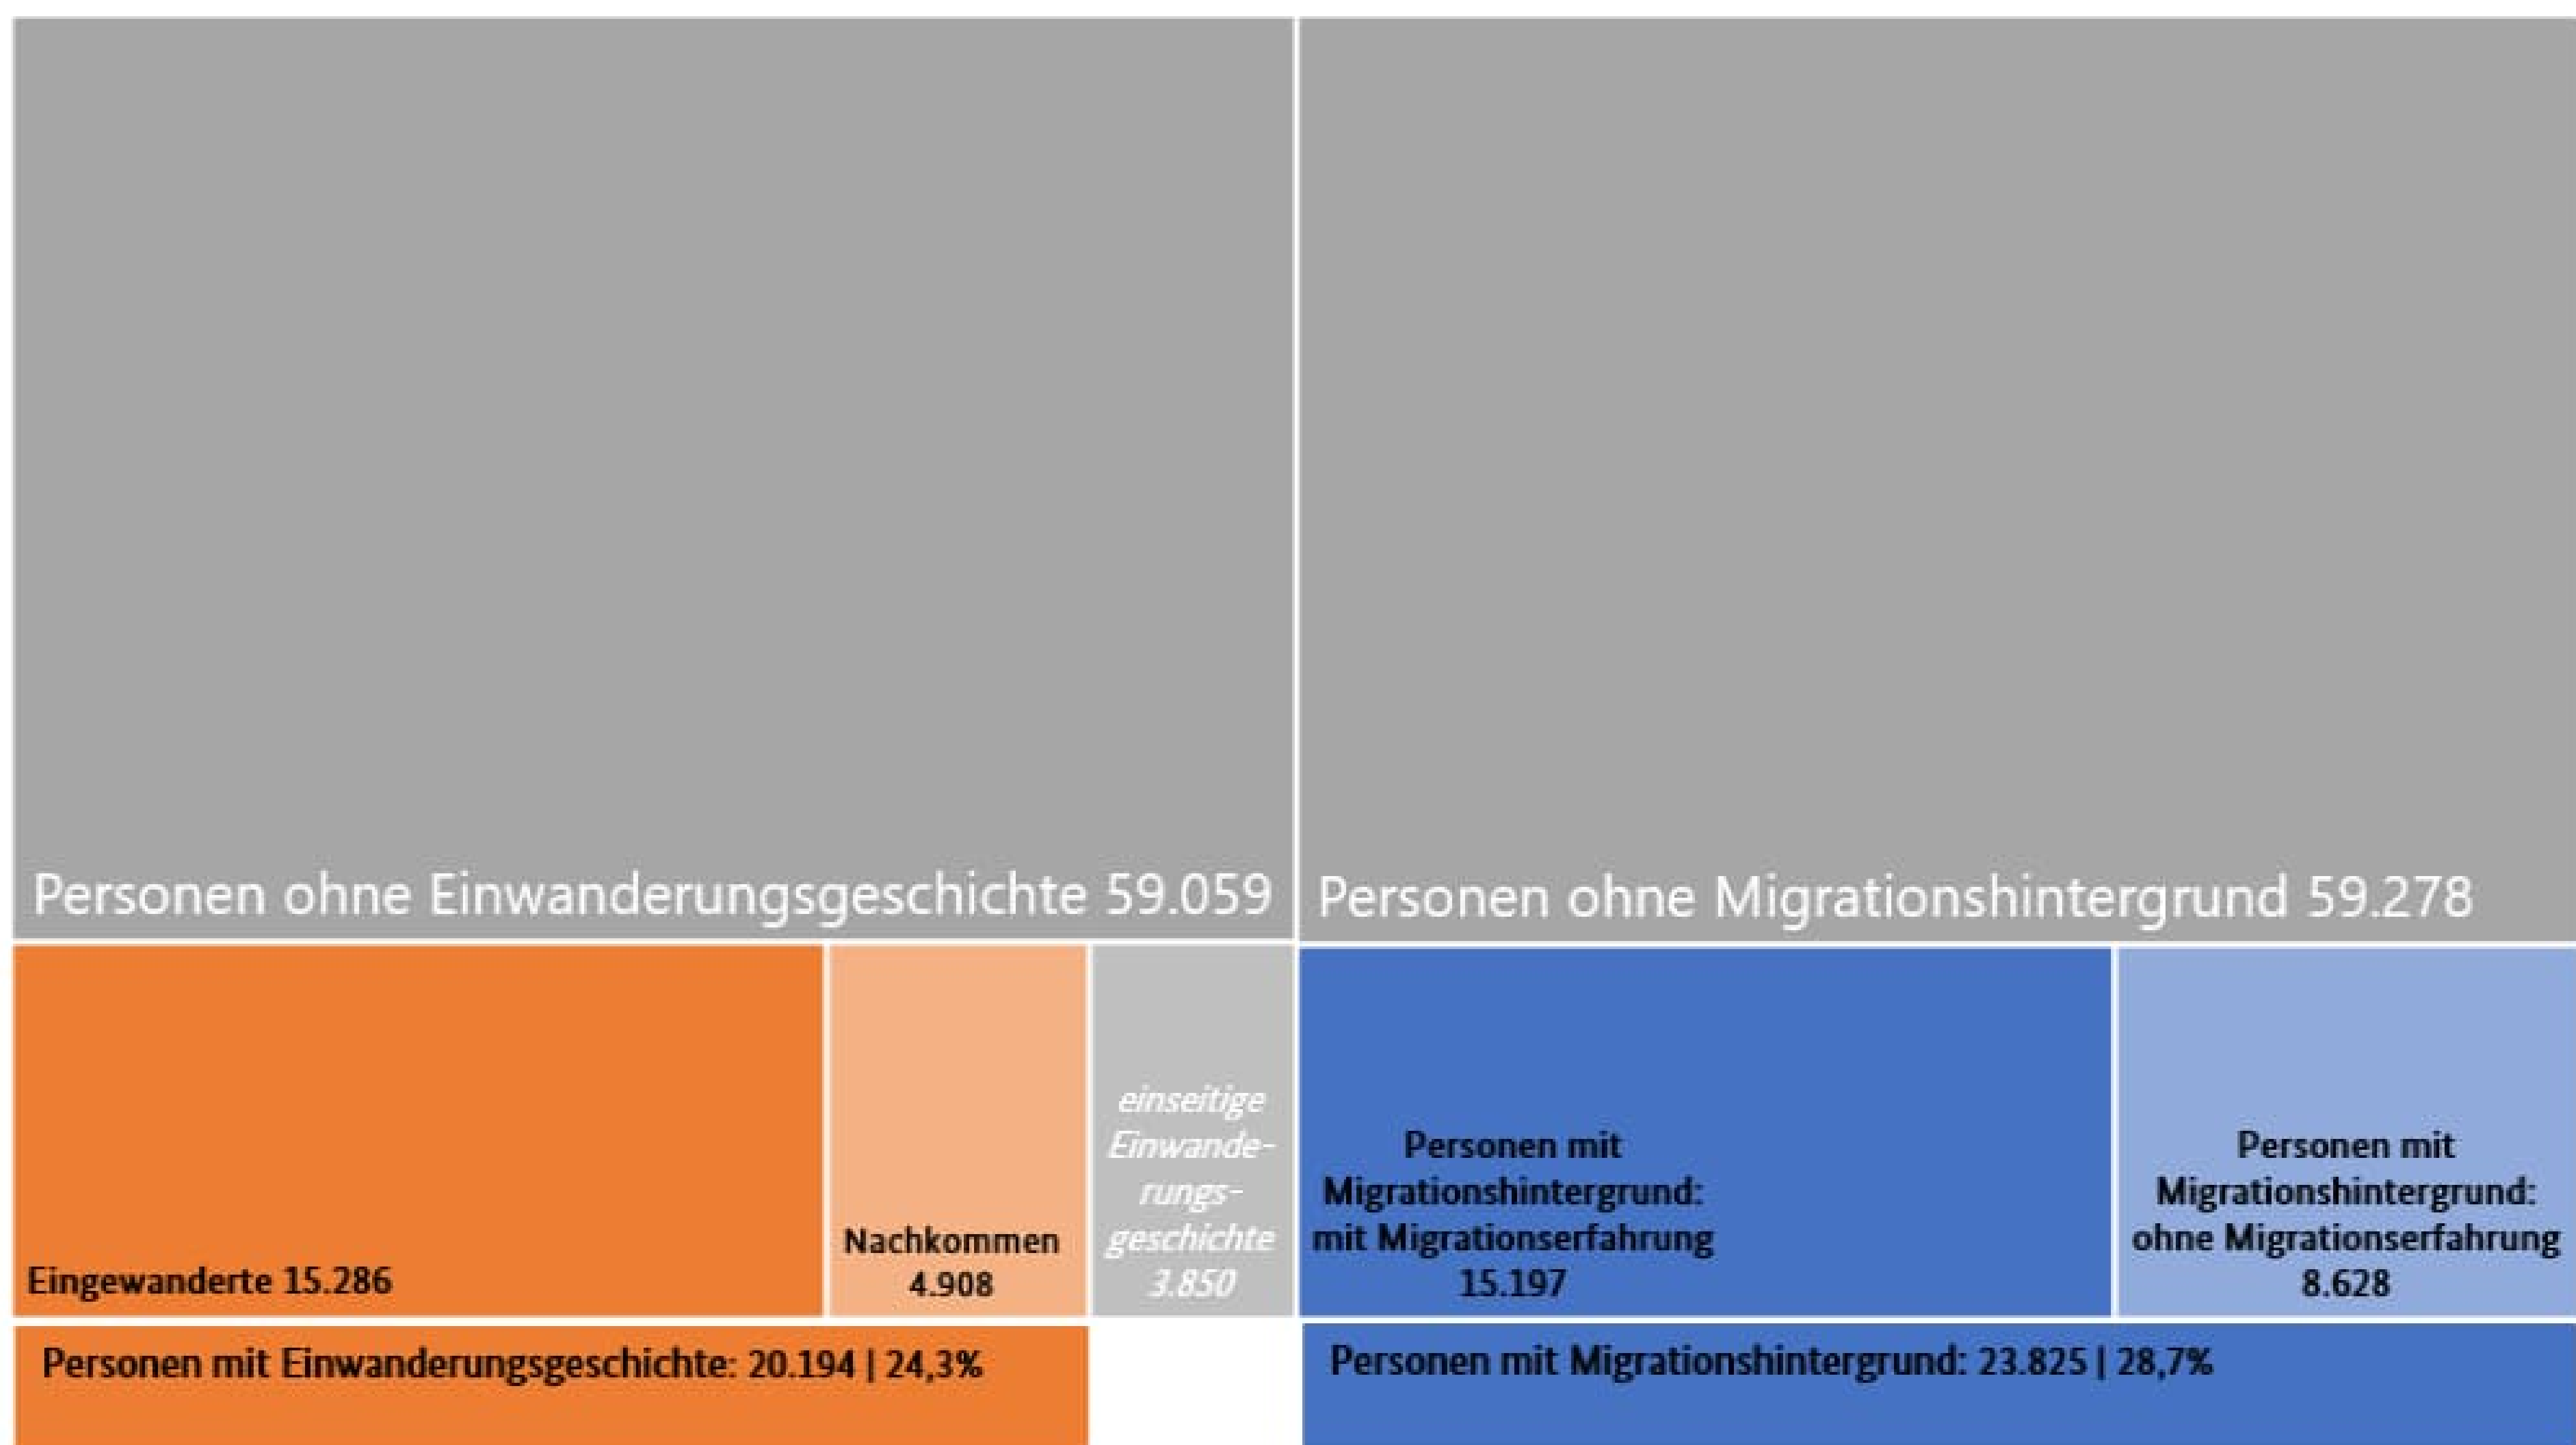 Personen ohne Einwanderungsgeschichte 59.059
Personen ohne Migrationshintergrund 59.278
Eingewanderte 15.286
Nachkommen
4.908
einseitige
Einwande-
rungs-
geschichte
3.850
Personen mit
Migrationshintergrund:
mit Migrationserfahrung
15.197
Personen mit
Migrationshintergrund:
ohne Migrationserfahrung
8.628
Personen mit Einwanderungsgeschichte: 20.194 | 24,3%
Personen mit Migrationshintergrund: 23.825 | 28,7%